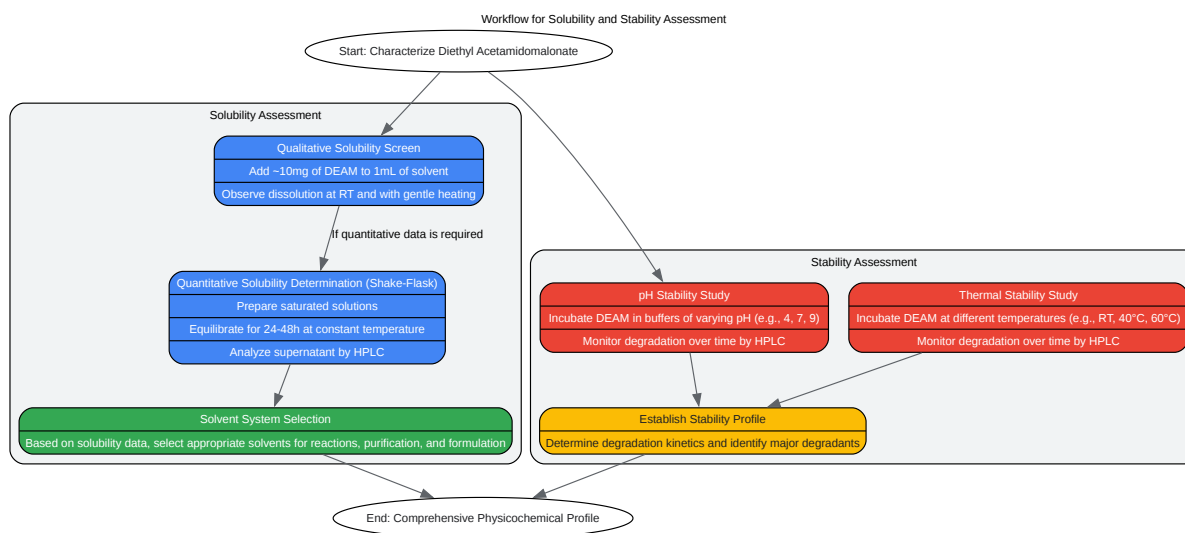 Workflow for Solubility and Stability Assessment
Start: Characterize Diethyl Acetamidomalonate
Solubility Assessment
Qualitative Solubility Screen
Add ~10mg of DEAM to 1mL of solvent
Observe dissolution at RT and with gentle heating
If quantitative data is required
Quantitative Solubility Determination (Shake-Flask)
Prepare saturated solutions
Equilibrate for 24-48h at constant temperature
Analyze supernatant by HPLC
Solvent System Selection
Based on solubility data, select appropriate solvents for reactions, purification, and formulation
Stability Assessment
pH Stability Study
Incubate DEAM in buffers of varying pH (e.g., 4, 7, 9)
Monitor degradation over time by HPLC
Thermal Stability Study
Incubate DEAM at different temperatures (e.g., RT, 40°C, 60°C)
Monitor degradation over time by HPLC
Establish Stability Profile
Determine degradation kinetics and identify major degradants
End: Comprehensive Physicochemical Profile